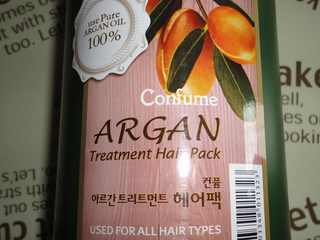 use Pure
ARGAN OIL
100%
Confume
ARGAN
Treatment Hair Pack
컨퓸
아르간 트리트먼트 헤어팩
USED FOR ALL HAIR TYPES